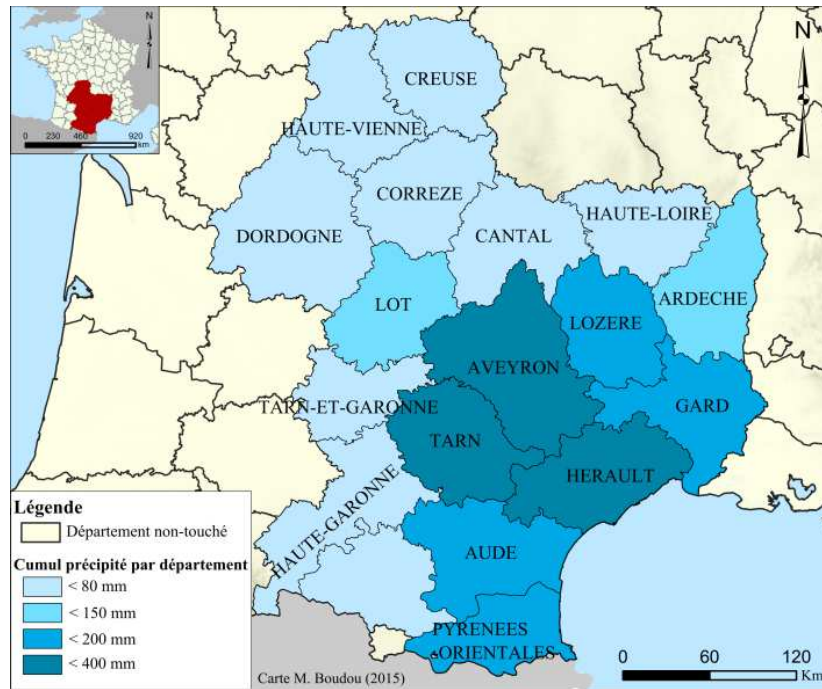 N
0 230 460 920
km
N
CREUSE
HAUTE-VIENNE
CORREZE
HAUTE-LOIRE
DORDOGNE
CANTAL
LOT
ARDECHE
LOZERE
AVEYRON
TARN-ET-GARONNE
GARD
TARN
HERAULT
HAUTE-GARONNE
AUDE
PYRENEES
ORIENTALES
Légende
Département non-touché
Cumul précipité par département
< 80 mm
< 150 mm
< 200 mm
< 400 mm
Carte M. Boudou (2015)
0 60 120
Km